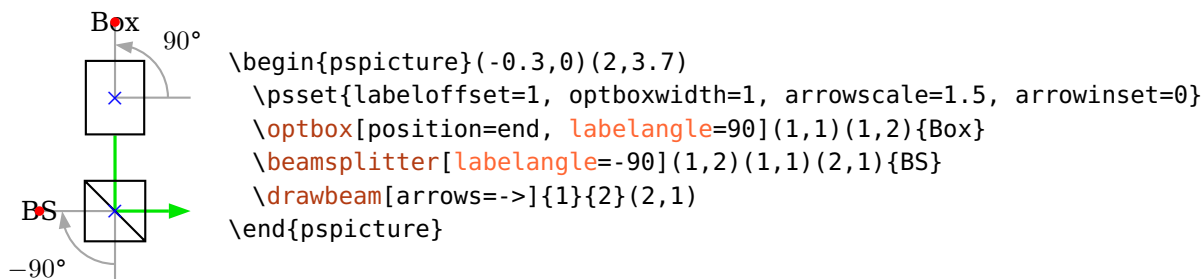 Box
90°
BS
−90°
\begin{pspicture}(-0.3,0)(2,3.7)
  \psset{labeloffset=1, optboxwidth=1, arrowscale=1.5, arrowinset=0}
  \optbox[position=end, labelangle=90](1,1)(1,2){Box}
  \beamsplitter[labelangle=-90](1,2)(1,1)(2,1){BS}
  \drawbeam[arrows=->]{1}{2}(2,1)
\end{pspicture}